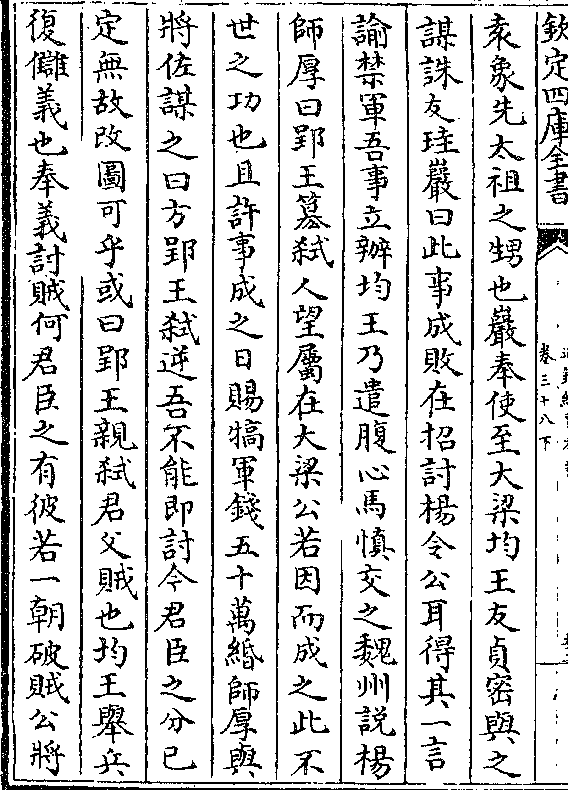 欽定四庫全書
卷三十八下
袁象先太祖之甥也巖奉使至大梁均王友貞密與之
謀誅友珪巖曰此事成敗在招討楊令公耳得其一言
諭禁軍吾事立辦均王乃遣腹心馬慎交之魏州說楊
師厚曰郢王簒弑人望屬在大梁公若因而成之此不
世之功也且許事成之日賜犒軍錢五十萬緡師厚與
將佐謀之曰方郢王弑逆吾不能即討今君臣之分已
定無故改圖可乎或曰郢王親弑君父賊也均王舉兵
復讎義也奉義討賊何君臣之有彼若一朝破賊公將